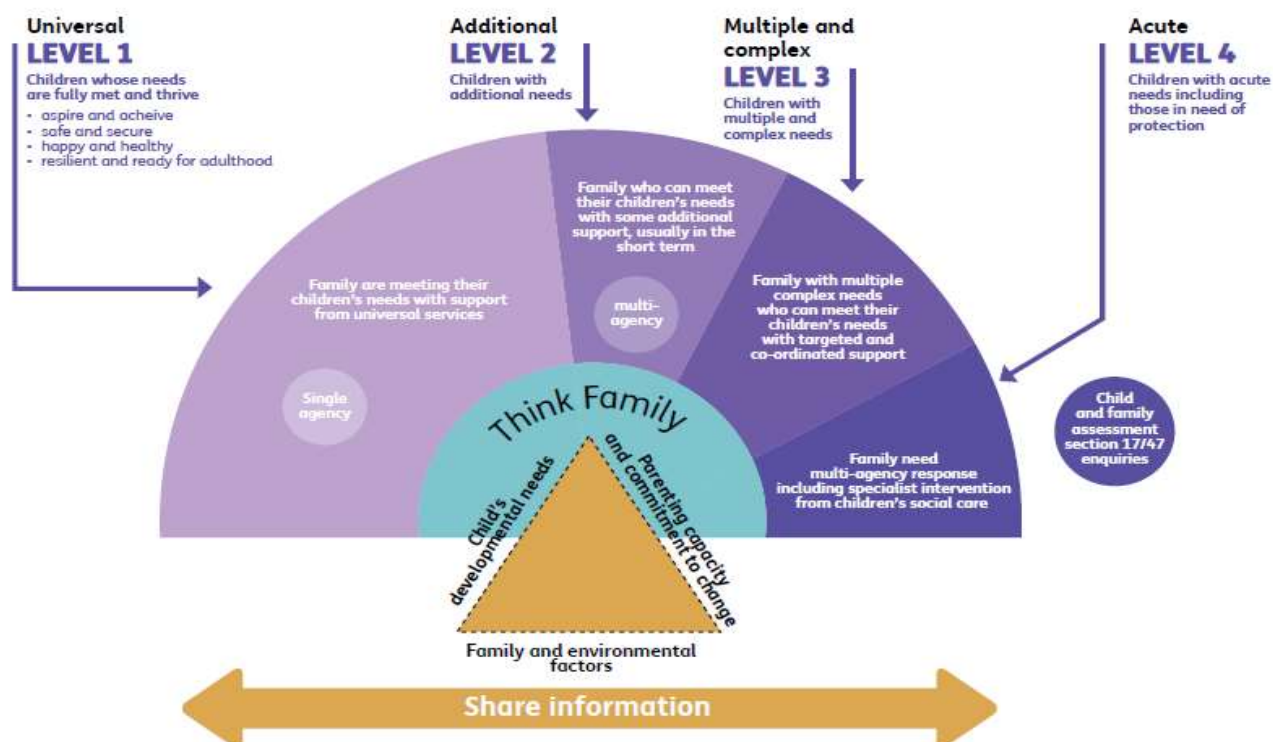 Universal
LEVEL 1
Children whose needs
are fully met and thrive
- aspire and acheive
- safe and secure
- happy and healthy
- resilient and ready for adulthood
Additional
LEVEL 2
Children with
additional needs
Multiple and
complex
LEVEL 3
Children with
multiple and
complex needs
Acute
LEVEL 4
Children with acute
needs including
those in need of
protection
Family are meeting their
children's needs with support
from universal services
Single
agency
Family who can meet
their children's needs
with some additional
support, usually in the
short term
multi-
agency
Family with multiple
complex needs
who can meet their
children's needs
with targeted and
co-ordinated support
Family need
multi-agency response
including specialist intervention
from children's social care
Child
and family
assessment
section 17/47
enquiries
Think Family
Child's
developmental needs
Parenting capacity
and commitment to change
Family and environmental
factors
Share information